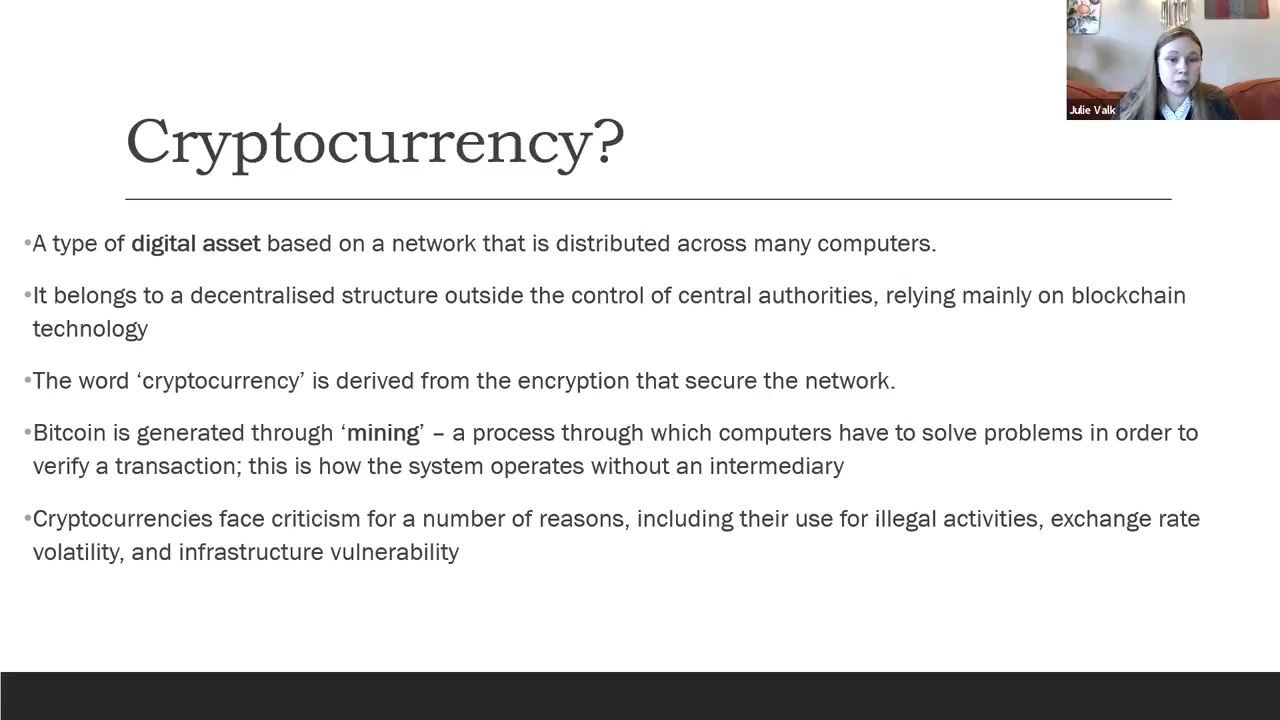 Julie Valk
Cryptocurrency?
•A type of digital asset based on a network that is distributed across many computers.
•It belongs to a decentralised structure outside the control of central authorities, relying mainly on blockchain
technology
•The word ‘cryptocurrency’ is derived from the encryption that secure the network.
•Bitcoin is generated through ‘mining’ – a process through which computers have to solve problems in order to
verify a transaction; this is how the system operates without an intermediary
•Cryptocurrencies face criticism for a number of reasons, including their use for illegal activities, exchange rate
volatility, and infrastructure vulnerability